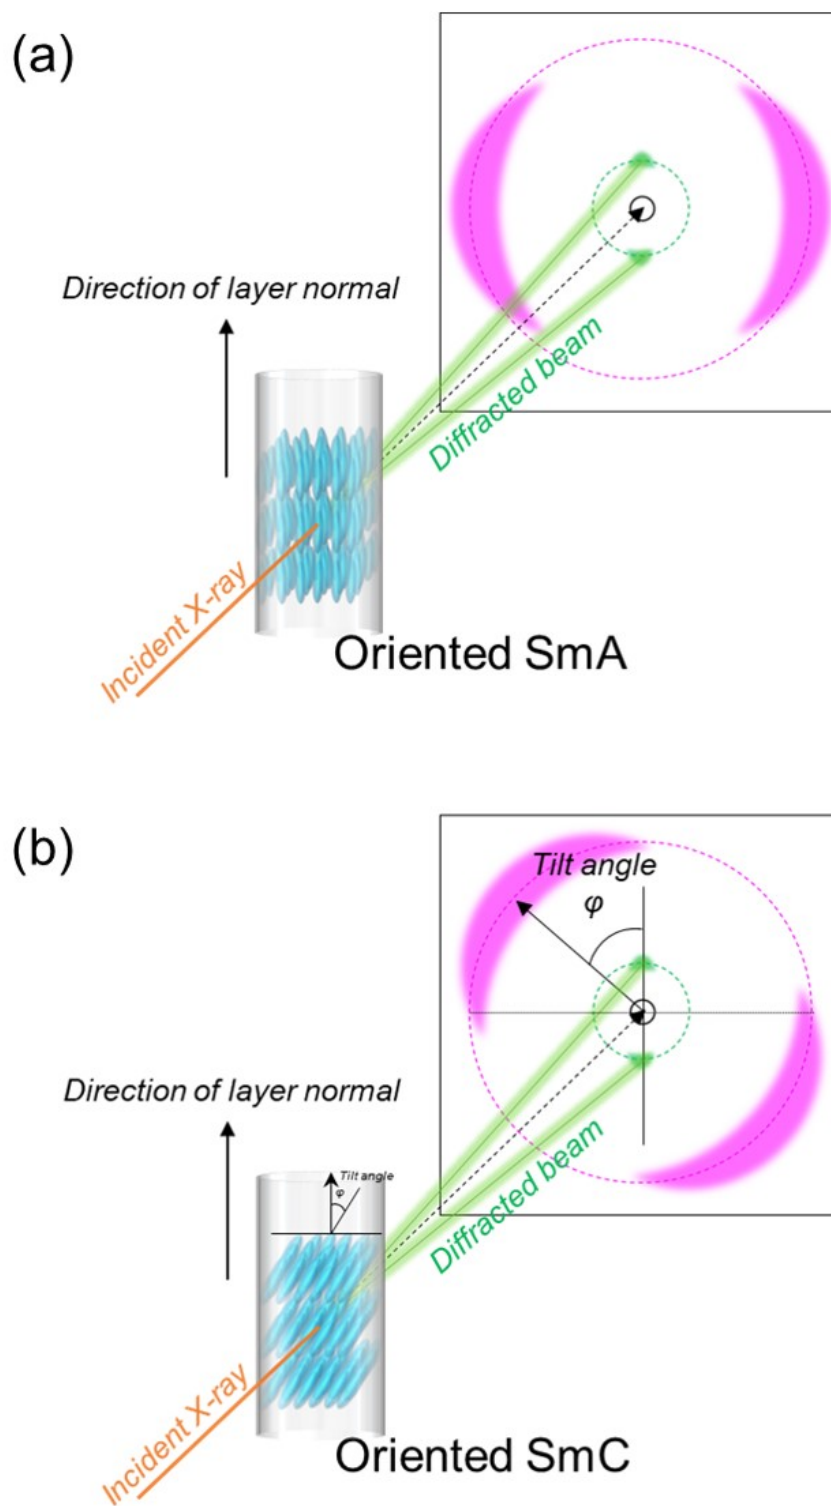 (a)
Direction of layer normal
Diffracted beam
Incident X-ray
Oriented SmA
(b)
Tilt angle
φ
Direction of layer normal
Tilt angle
φ
Diffracted beam
Incident X-ray
Oriented SmC